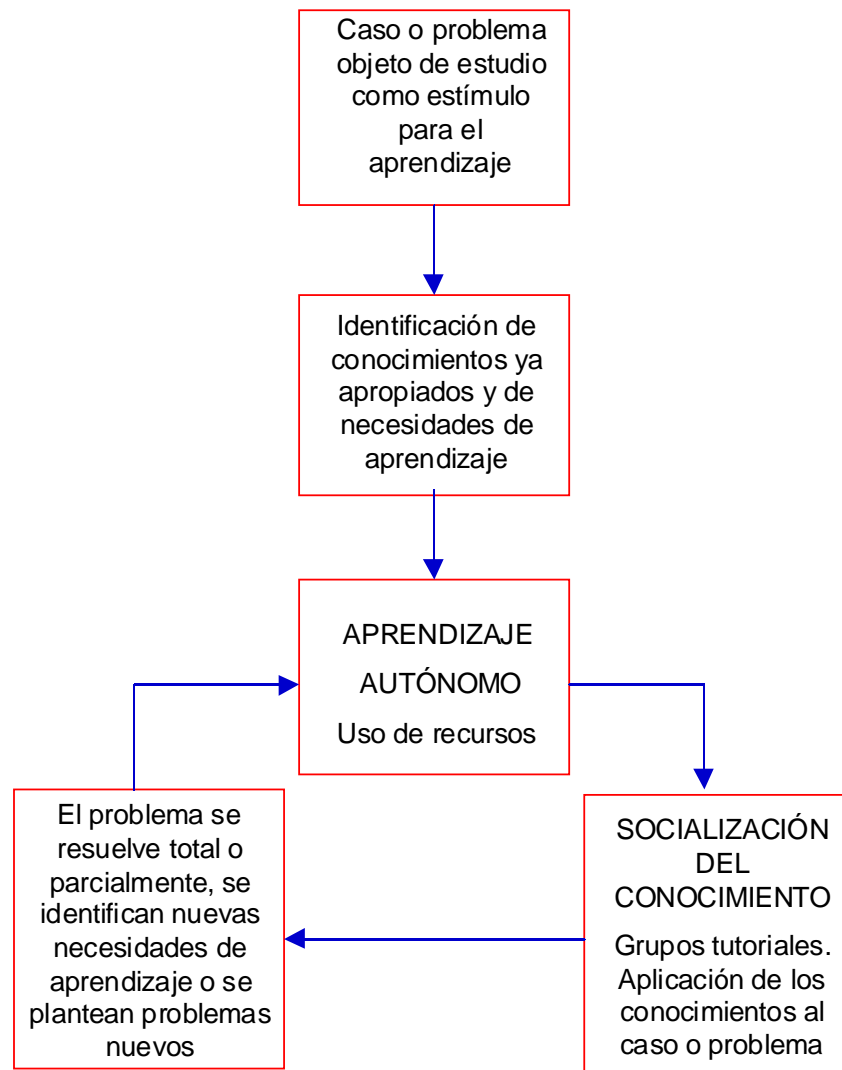 Caso o problema
objeto de estudio
como estímulo
para el
aprendizaje
Identificación de
conocimientos ya
apropiados y de
necesidades de
aprendizaje
APRENDIZAJE
AUTÓNOMO
Uso de recursos
SOCIALIZACIÓN
DEL
CONOCIMIENTO
Grupos tutoriales.
Aplicación de los
conocimientos al
caso o problema
El problema se
resuelve total o
parcialmente, se
identifican nuevas
necesidades de
aprendizaje o se
plantean problemas
nuevos